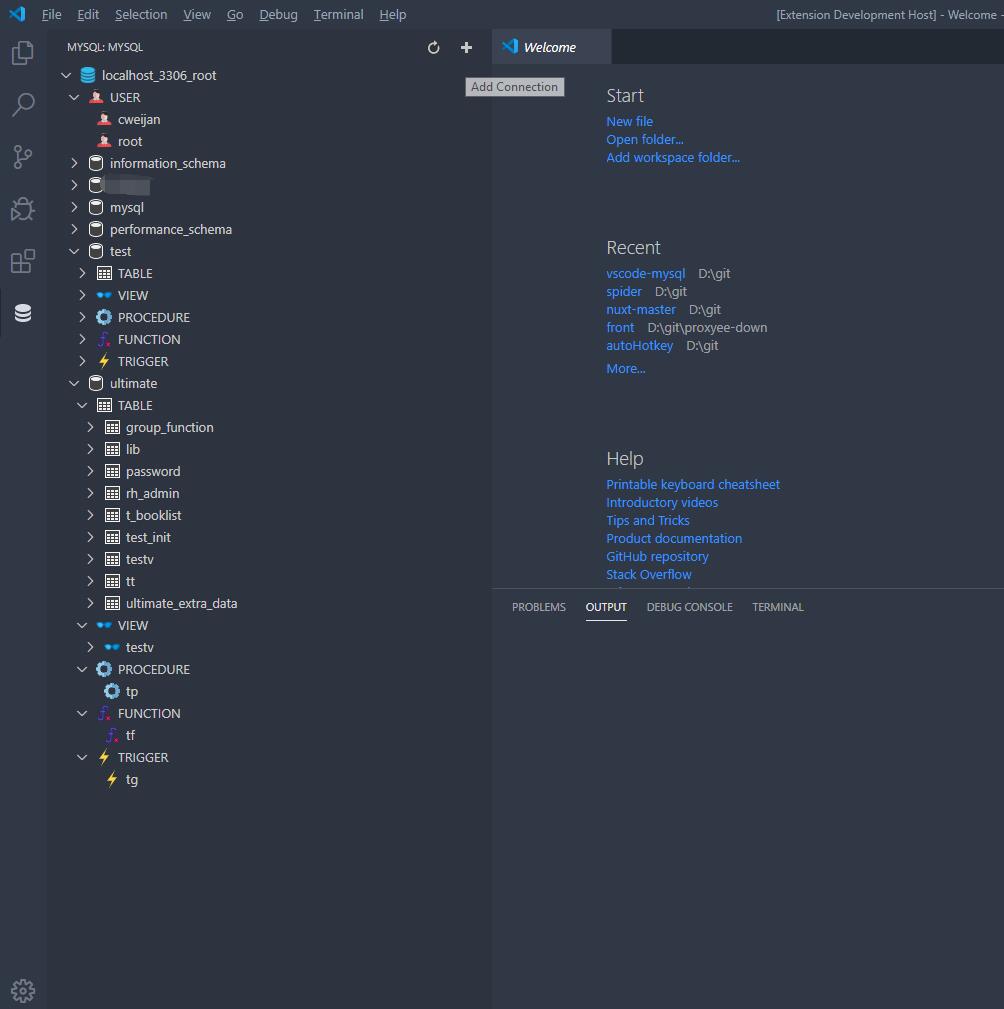 File Edit Selection View Go Debug Terminal Help [Extension Development Host] - Welcome -
MYSQL: MYSQL
Welcome
Add Connection
localhost_3306_root
USER
cweijan
root
information_schema
mysql
performance_schema
test
TABLE
VIEW
PROCEDURE
FUNCTION
TRIGGER
ultimate
TABLE
group_function
lib
password
rh_admin
t_booklist
test_init
testv
tt
ultimate_extra_data
VIEW
testv
PROCEDURE
tp
FUNCTION
tf
TRIGGER
tg
Start
New file
Open folder...
Add workspace folder...
Recent
vscode-mysql D:\git
spider D:\git
nuxt-master D:\git
front D:\git\proxyee-down
autoHotkey D:\git
More...
Help
Printable keyboard cheatsheet
Introductory videos
Tips and Tricks
Product documentation
GitHub repository
Stack Overflow
PROBLEMS OUTPUT DEBUG CONSOLE TERMINAL